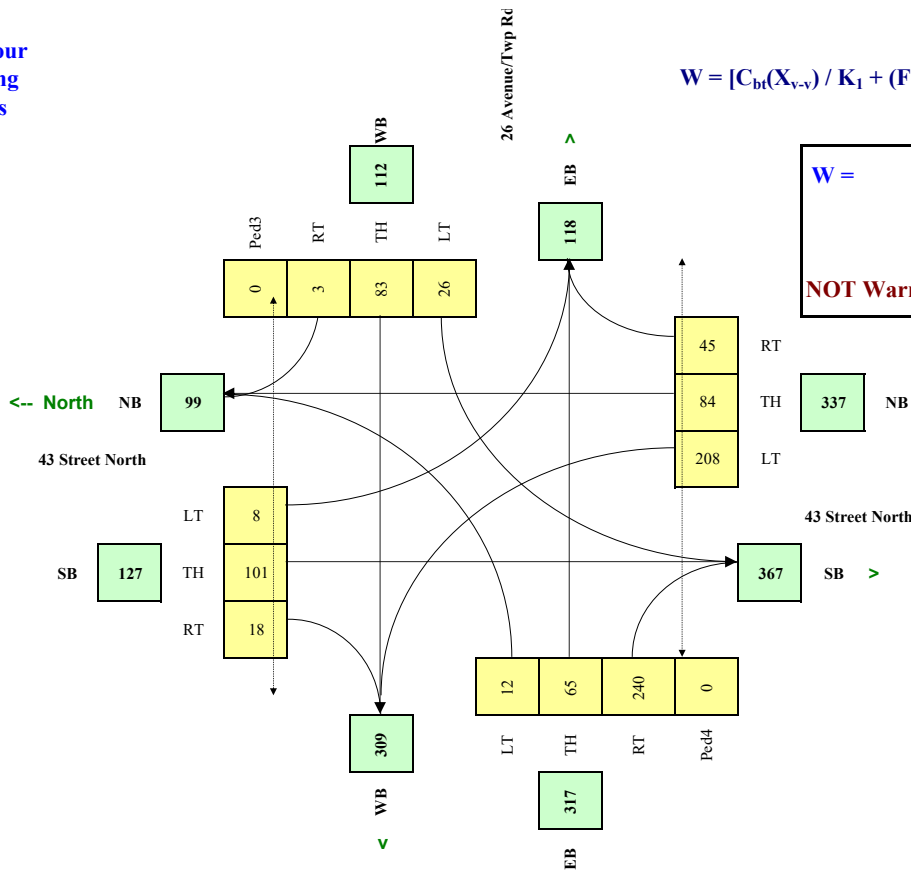 our
ng
s
26 Avenue/Twp Rd
W = [C_bt(X_v-v) / K_1 + (F
WB
112
^
EB
118
W =
NOT Warr
Ped3
RT
TH
LT
0
3
83
26
45
RT
<-- North
NB
99
84
TH
337
NB
43 Street North
208
LT
LT
8
43 Street North
SB
127
TH
101
367
SB
>
RT
18
12
65
240
0
309
LT
TH
RT
Ped4
WB
317
v
EB